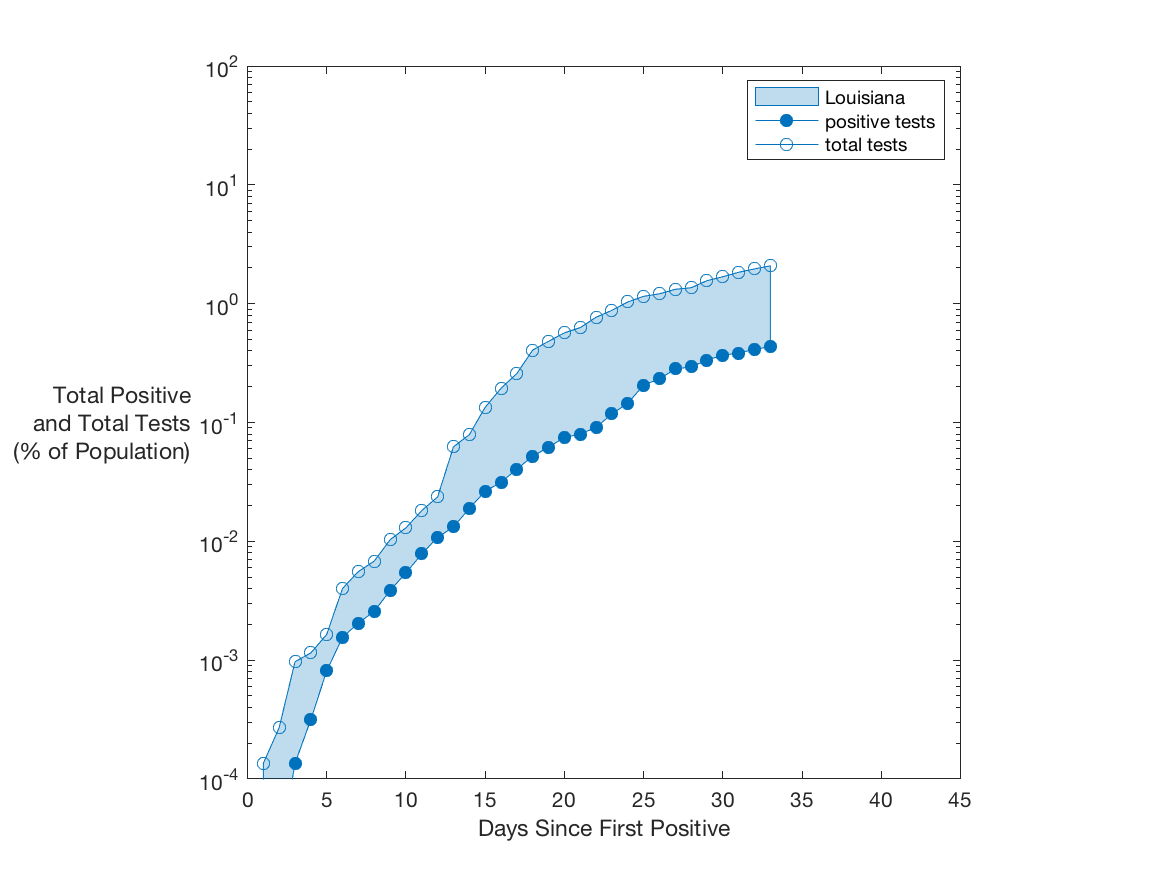 10^2
Louisiana
positive tests
total tests
10^1
10^0
Total Positive
and Total Tests
(% of Population)
10^-1
10^-2
10^-3
10^-4
0 5 10 15 20 25 30 35 40 45
Days Since First Positive